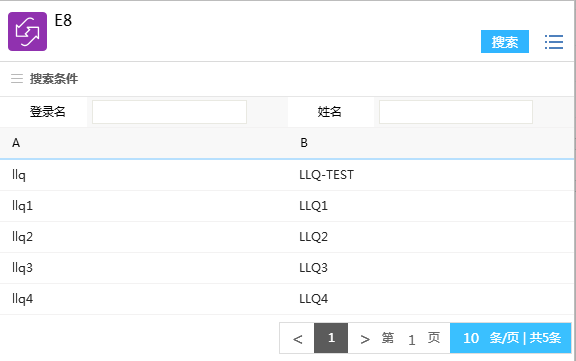 E8
搜索
搜索条件
登录名 姓名
A B
llq LLQ-TEST
llq1 LLQ1
llq2 LLQ2
llq3 LLQ3
llq4 LLQ4
< 1 > 第 1 页 10 条/页 | 共5条